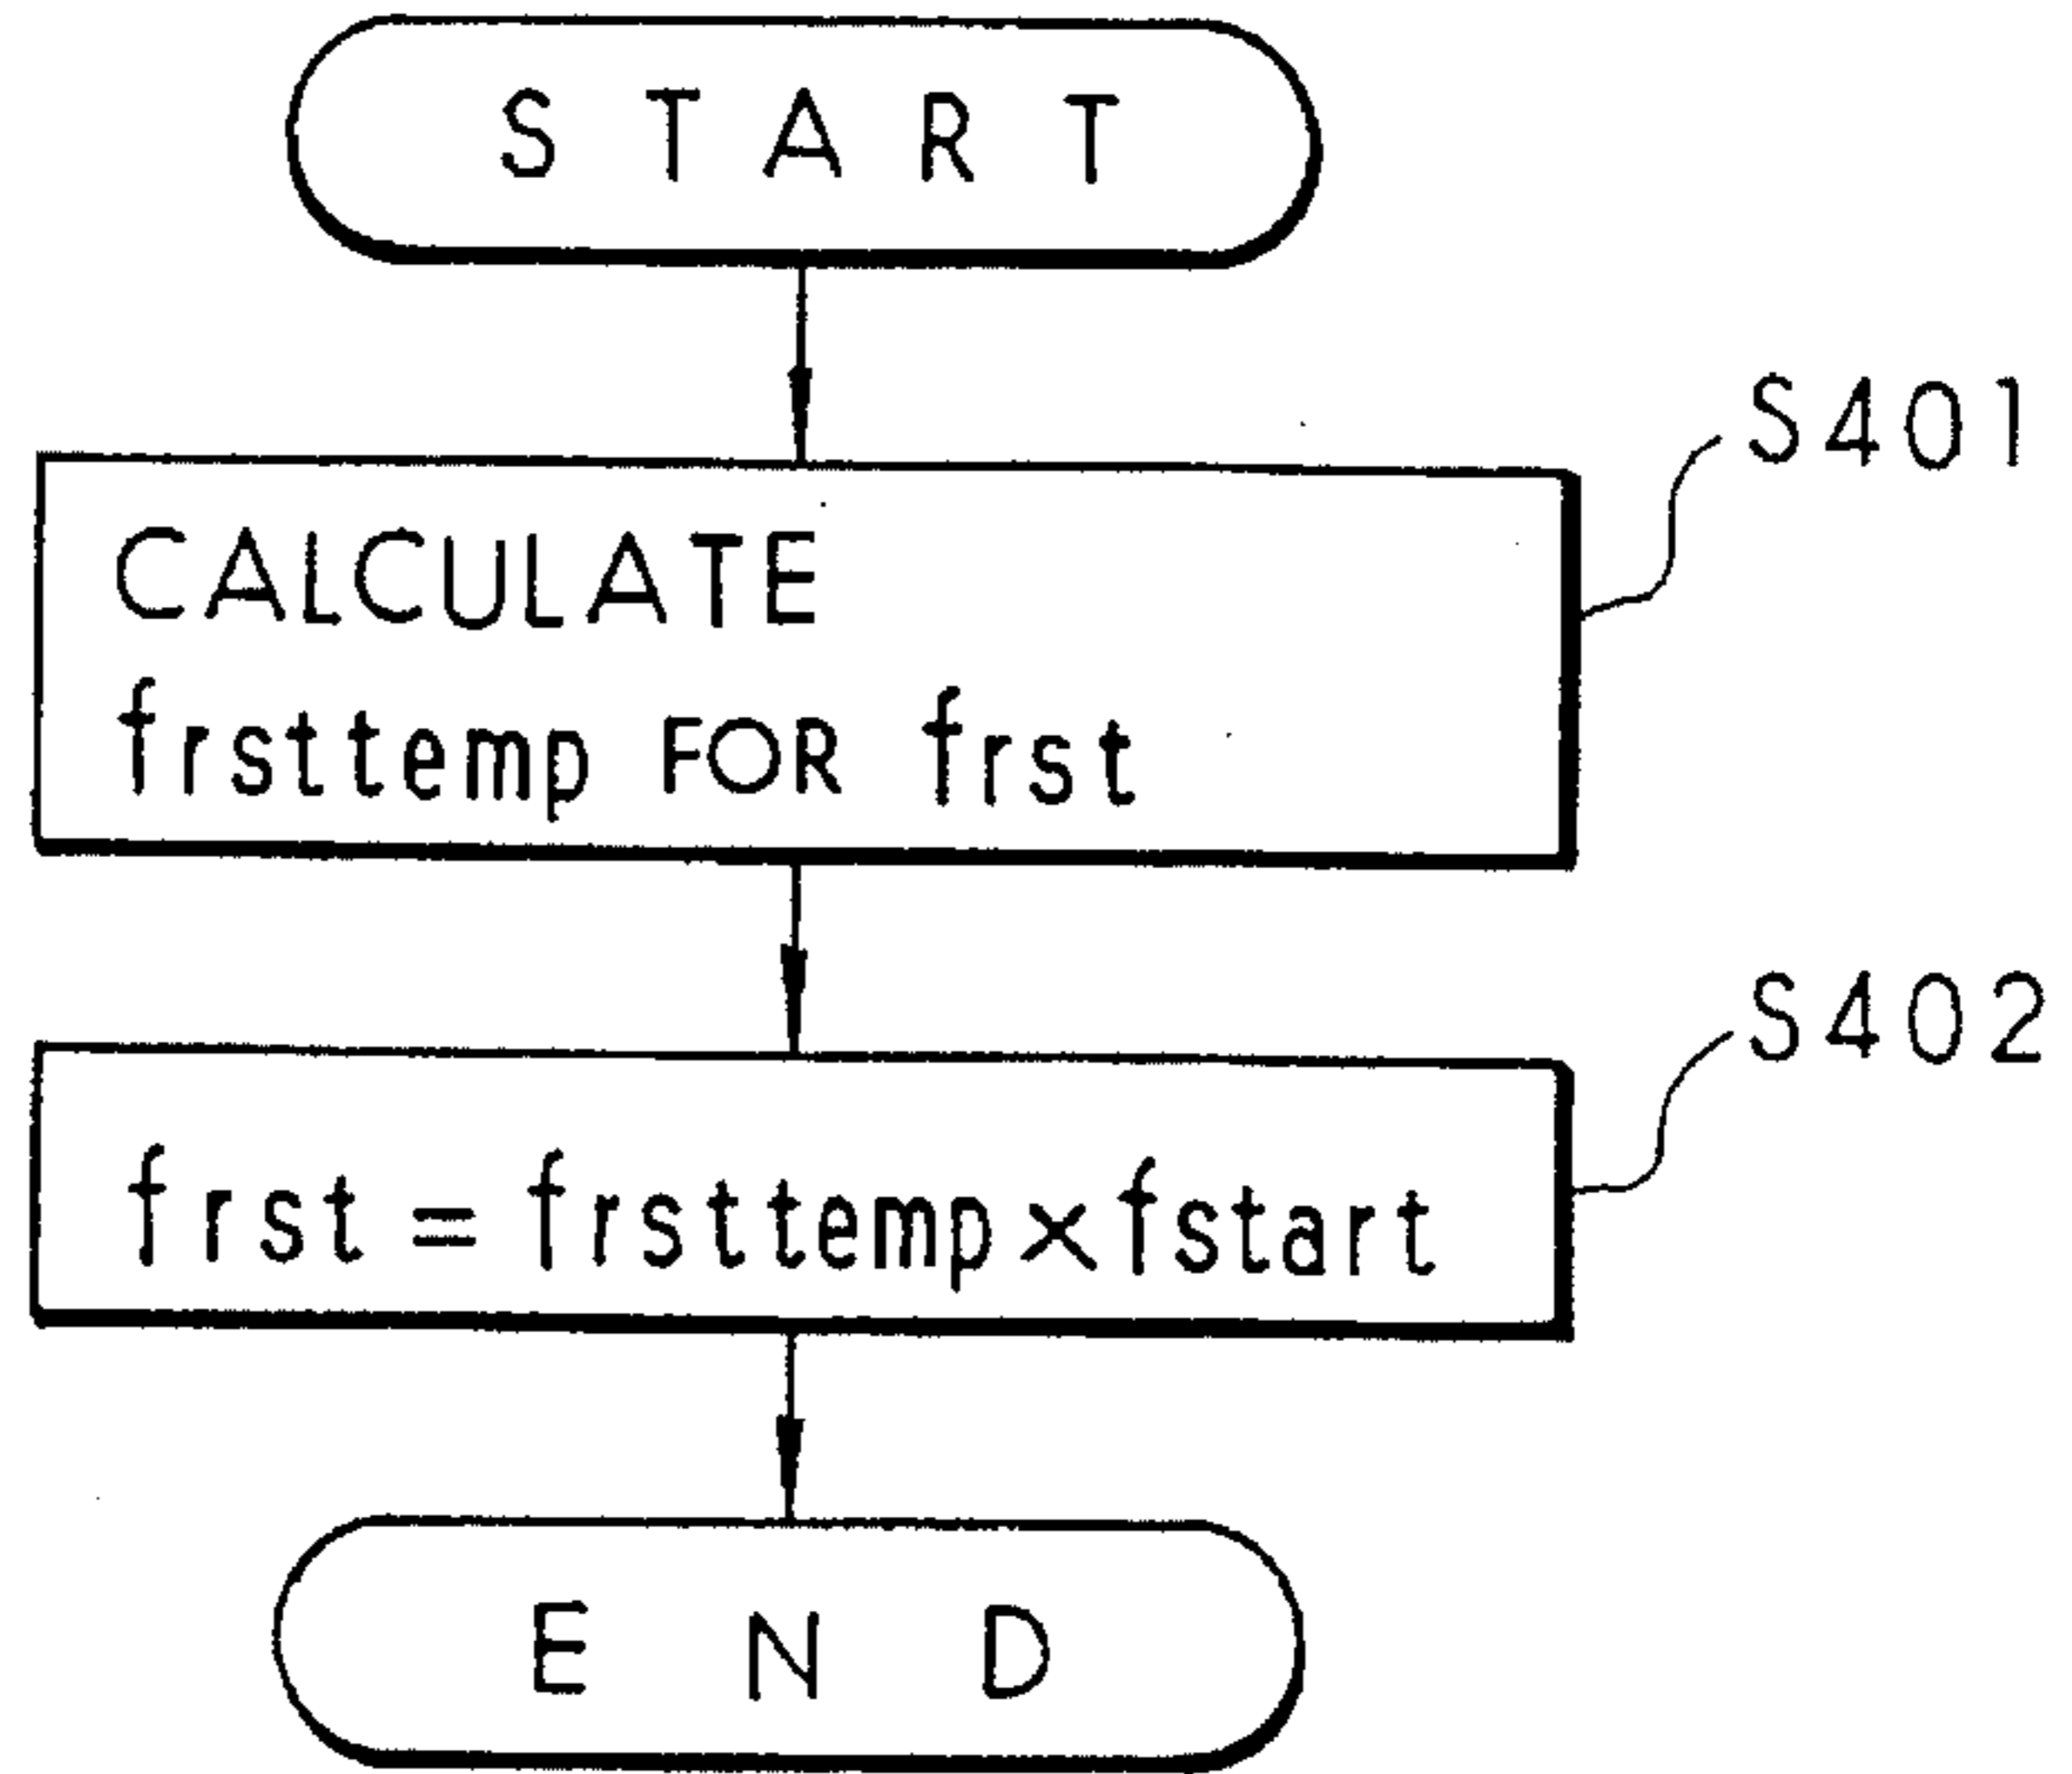 START
S401
CALCULATE
frsttemp FOR frst
S402
frst = frsttemp×fstart
END